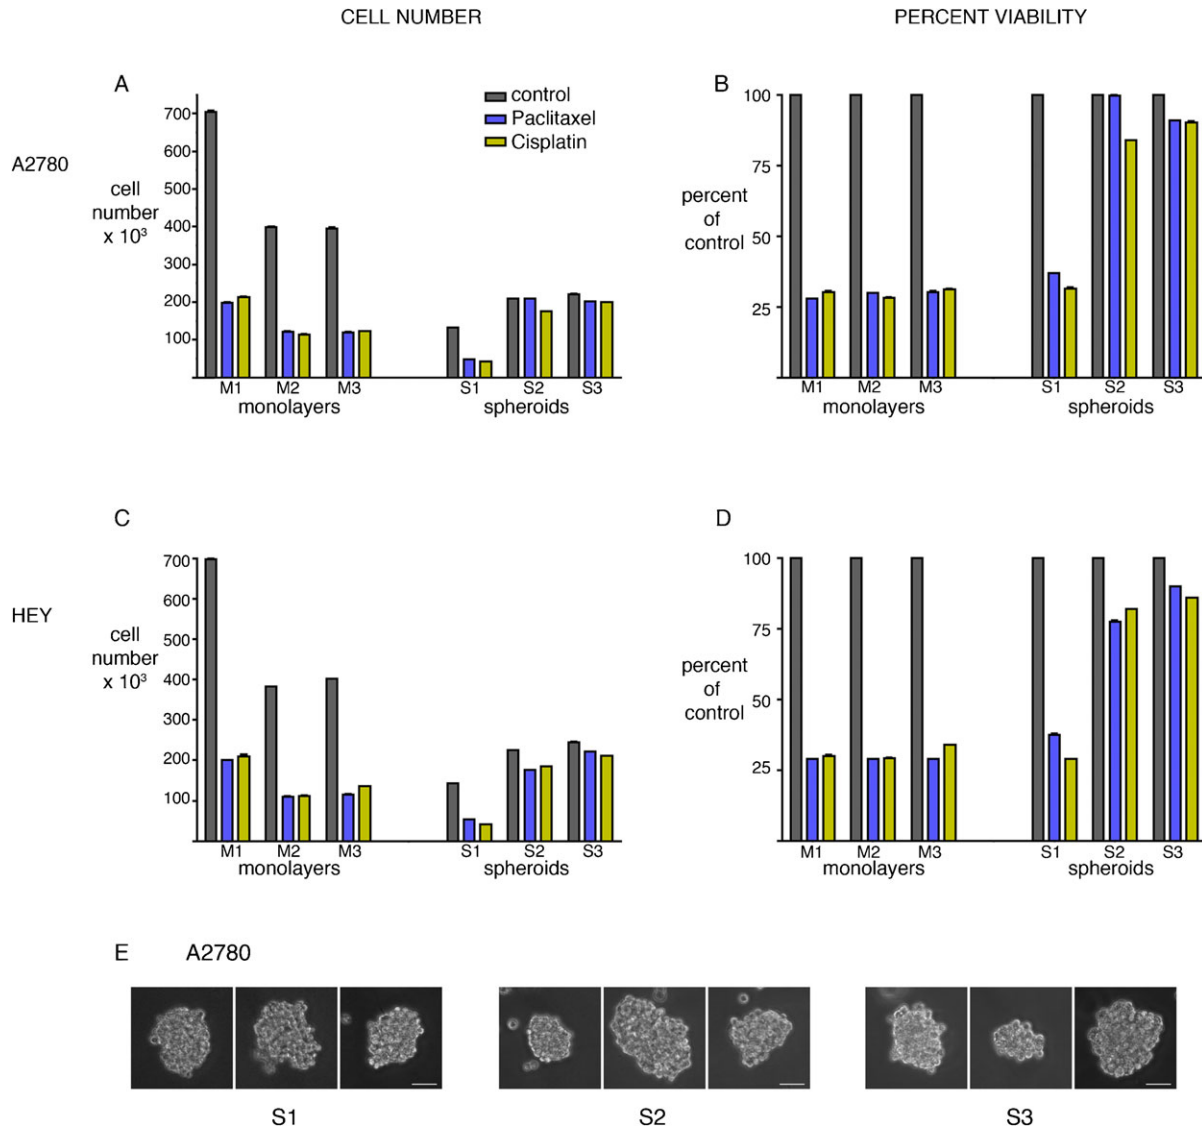 CELL NUMBER
PERCENT VIABILITY
A
control
Paclitaxel
Cisplatin
A2780
cell
number
x 10³
700
600
500
400
300
200
100
M1 M2 M3 S1 S2 S3
monolayers spheroids
B
percent
of
control
100
75
50
25
M1 M2 M3 S1 S2 S3
monolayers spheroids
C
HEY
cell
number
x 10³
700
600
500
400
300
200
100
M1 M2 M3 S1 S2 S3
monolayers spheroids
D
percent
of
control
100
75
50
25
M1 M2 M3 S1 S2 S3
monolayers spheroids
E A2780
S1 S2 S3